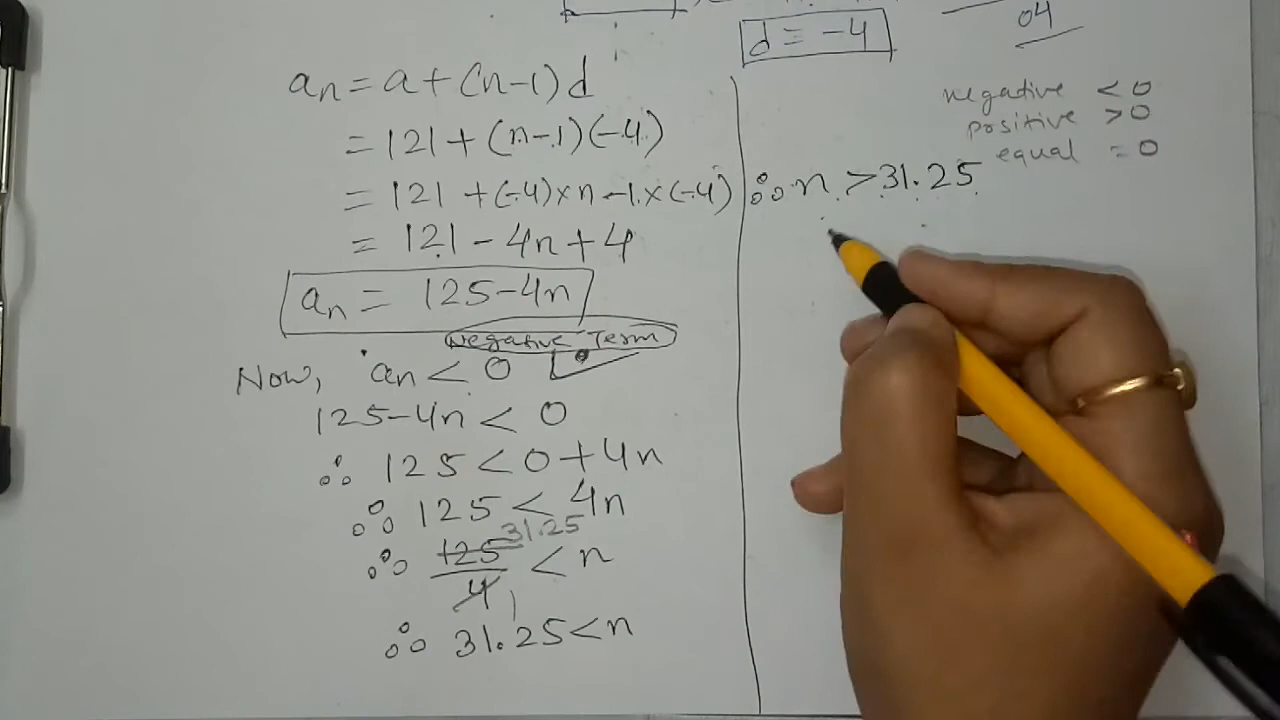 an = a + (n-1) d
= 121 + (n-1)(-4)
= 121 + (-4)×n -1×(-4)
= 121 - 4n + 4
an = 125-4n
Negative Term
Now, an < 0
125-4n < 0
∴ 125 < 0+4n
∴ 125 < 4n
31.25
∴ 125/4 < n
1
∴ 31.25 < n
04
d = -4
negative < 0
positive > 0
equal = 0
∴ n > 31.25